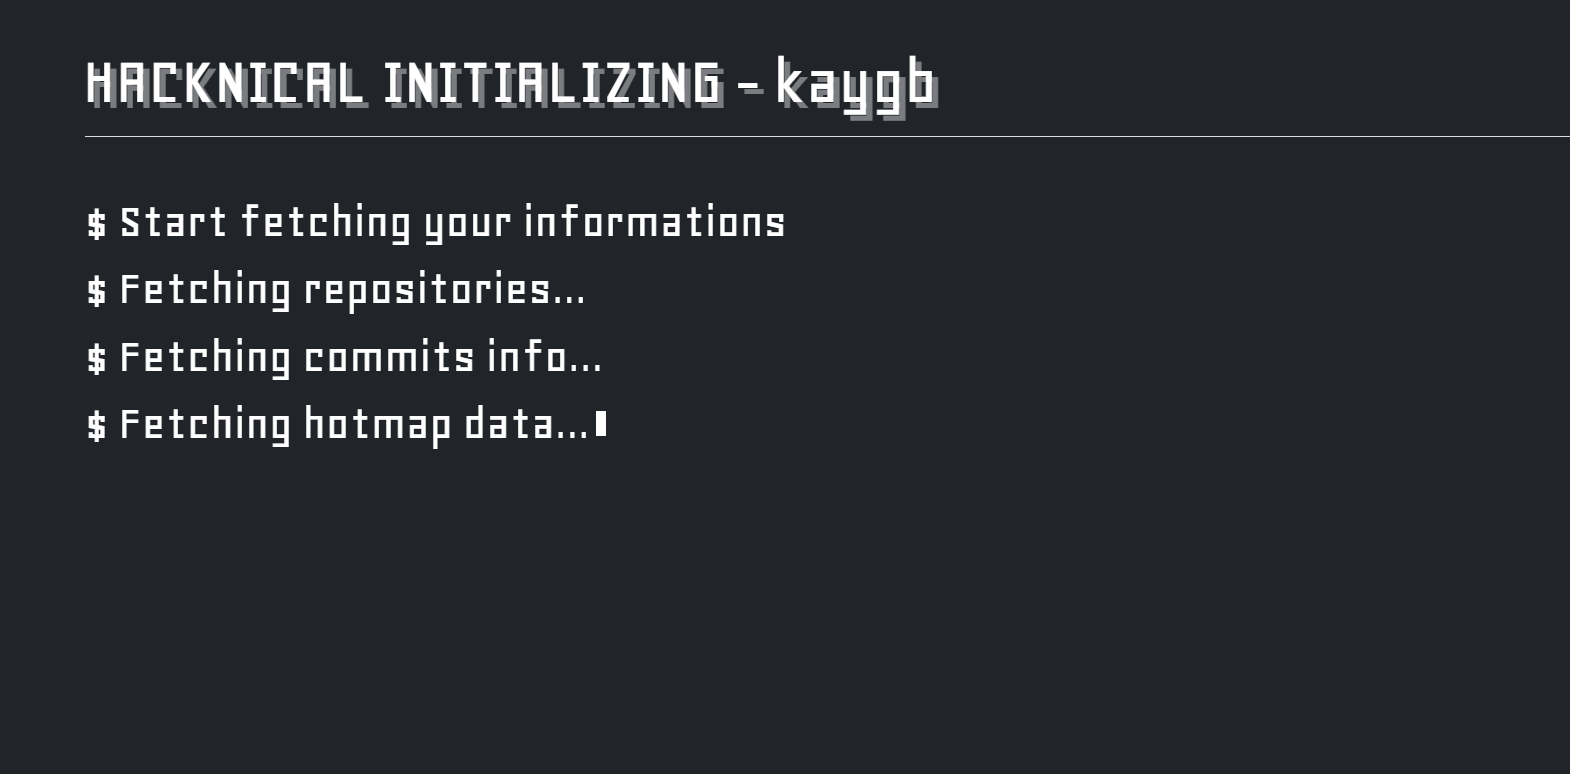 HACKNICAL INITIALIZING - kaygb
$ Start fetching your informations
$ Fetching repositories...
$ Fetching commits info...
$ Fetching hotmap data...